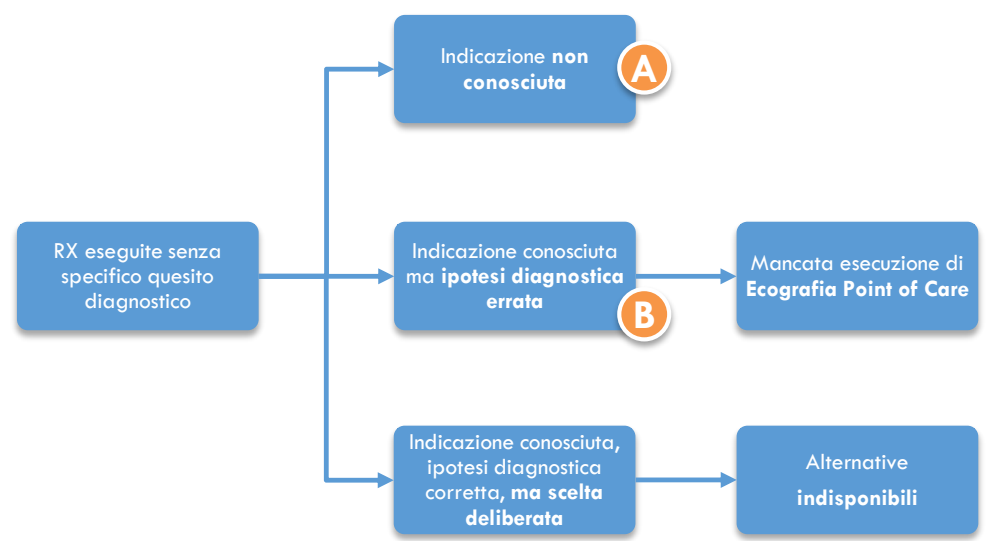 Indicazione non
conosciuta
A
RX eseguite senza
specifico quesito
diagnostico
Indicazione conosciuta
ma ipotesi diagnostica
errata
B
Mancata esecuzione di
Ecografia Point of Care
Indicazione conosciuta,
ipotesi diagnostica
corretta, ma scelta
deliberata
Alternative
indisponibili